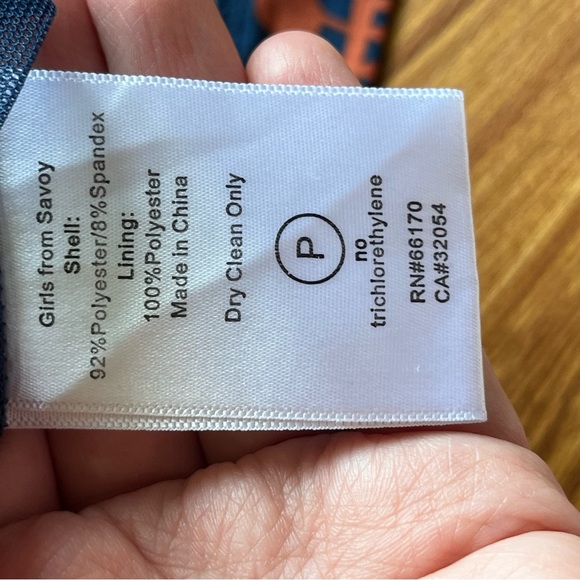 Girls from Savoy
Shell:
92%Polyester/8%Spandex
Lining:
100%Polyester
Made in China
Dry Clean Only
P
no
trichlorethylene
RN#66170
CA#32054